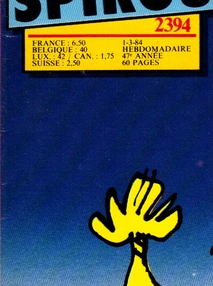 SPIROU
2394
FRANCE : 6,50
BELGIQUE : 40
LUX. : 42 / CAN. : 1,75
SUISSE : 2,50
1-3-84
HEBDOMADAIRE
47e ANNÉE
60 PAGES